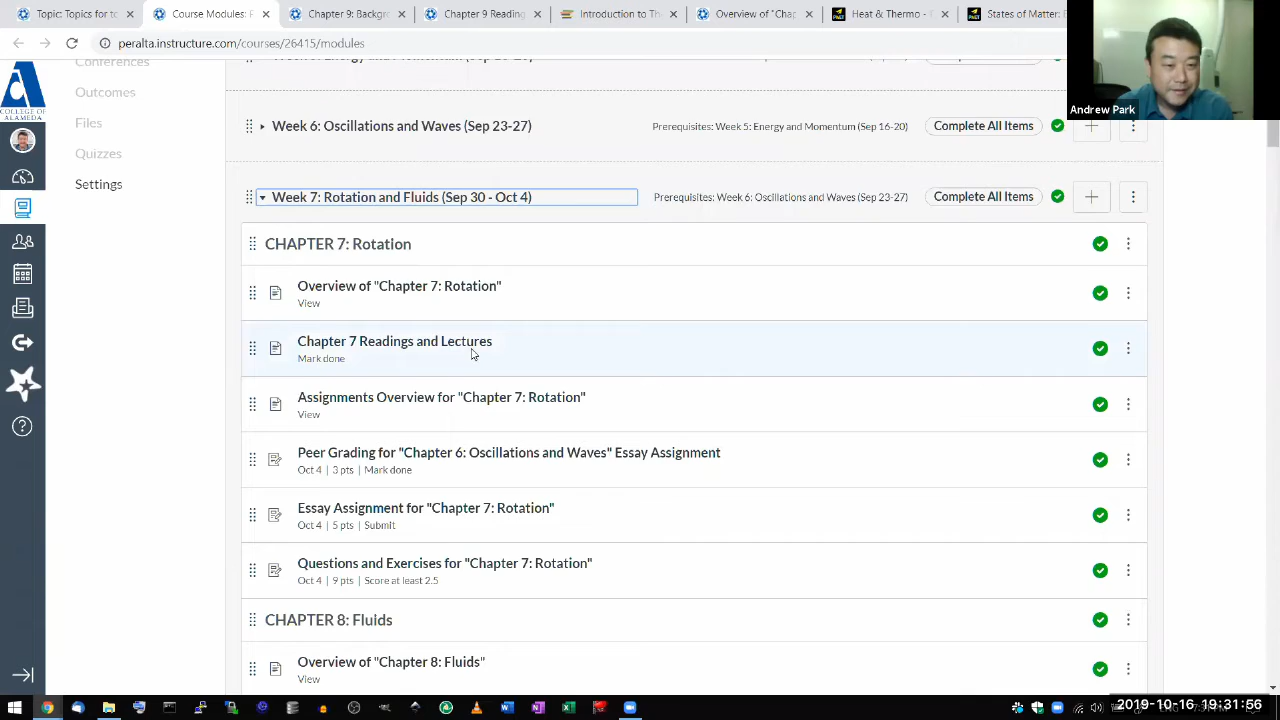 Topic: Topics for to
Course Modules: F
Chapter 9: Backgr
Chapter 9 Reading
Introduction to Th
Overview of "Chap
Heat & Thermo - F
States of Matter: 
peralta.instructure.com/courses/26415/modules
Andrew Park
COLLEGE OF
ALAMEDA
Conferences
Outcomes
Files
Quizzes
Settings
Week 6: Oscillations and Waves (Sep 23-27)
Prerequisites: Week 5: Energy and Momentum (Sep 16-20)
Complete All Items
Week 7: Rotation and Fluids (Sep 30 - Oct 4)
Prerequisites: Week 6: Oscillations and Waves (Sep 23-27)
Complete All Items
CHAPTER 7: Rotation
Overview of "Chapter 7: Rotation"
View
Chapter 7 Readings and Lectures
Mark done
Assignments Overview for "Chapter 7: Rotation"
View
Peer Grading for "Chapter 6: Oscillations and Waves" Essay Assignment
Oct 4 | 3 pts | Mark done
Essay Assignment for "Chapter 7: Rotation"
Oct 4 | 5 pts | Submit
Questions and Exercises for "Chapter 7: Rotation"
Oct 4 | 9 pts | Score at least 2.5
CHAPTER 8: Fluids
Overview of "Chapter 8: Fluids"
View
2019-10-16 19:31:56